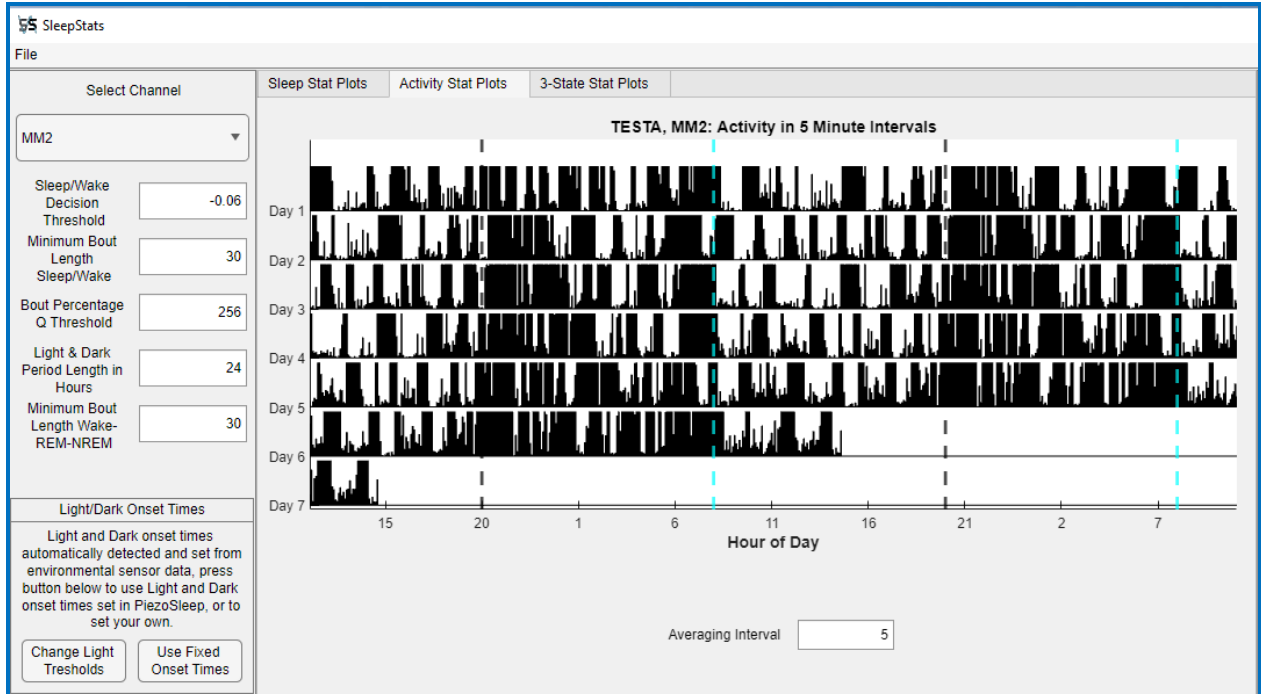 SleepStats
File
Select Channel
MM2
Sleep/Wake
Decision
Threshold
-0.06
Minimum Bout
Length
Sleep/Wake
30
Bout Percentage
Q Threshold
256
Light & Dark
Period Length in
Hours
24
Minimum Bout
Length Wake-
REM-NREM
30
Light/Dark Onset Times
Light and Dark onset times
automatically detected and set from
environmental sensor data, press
button below to use Light and Dark
onset times set in PiezoSleep, or to
set your own.
Change Light
Tresholds
Use Fixed
Onset Times
Sleep Stat Plots
Activity Stat Plots
3-State Stat Plots
TESTA, MM2: Activity in 5 Minute Intervals
Day 1
Day 2
Day 3
Day 4
Day 5
Day 6
Day 7
15 20 1 6 11 16 21 2 7
Hour of Day
Averaging Interval
5